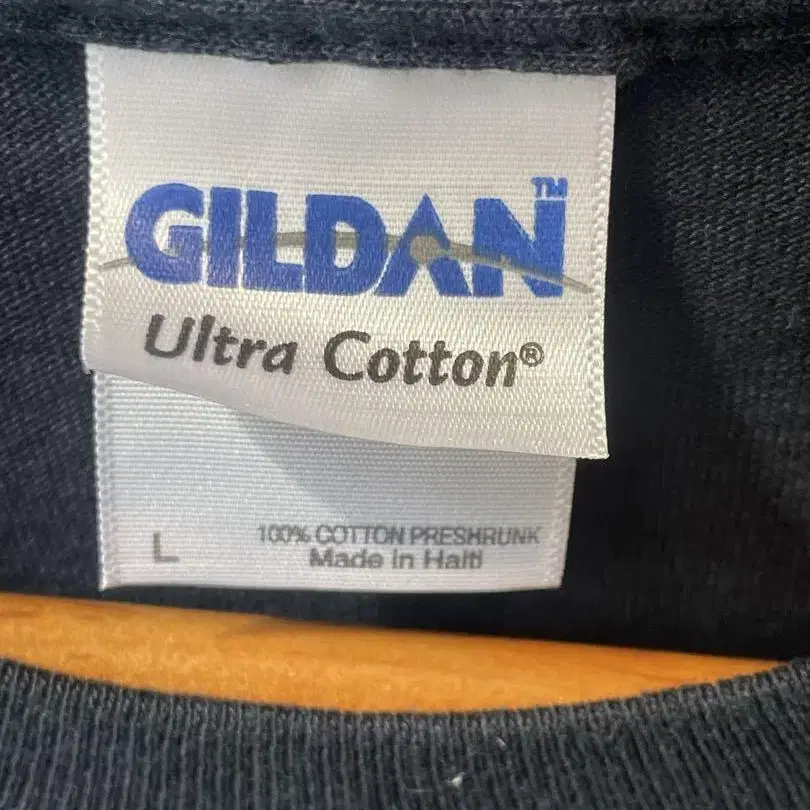 GILDAN™
Ultra Cotton®
L
100% COTTON PRESHRUNK
Made in Haiti